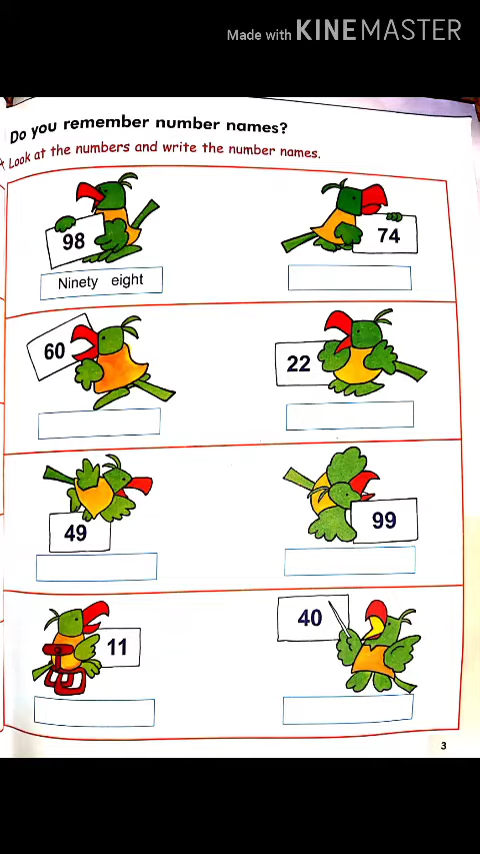 Made with KINEMASTER
Do you remember number names?
Look at the numbers and write the number names.
98
74
Ninety eight
60
22
49
99
11
40
3